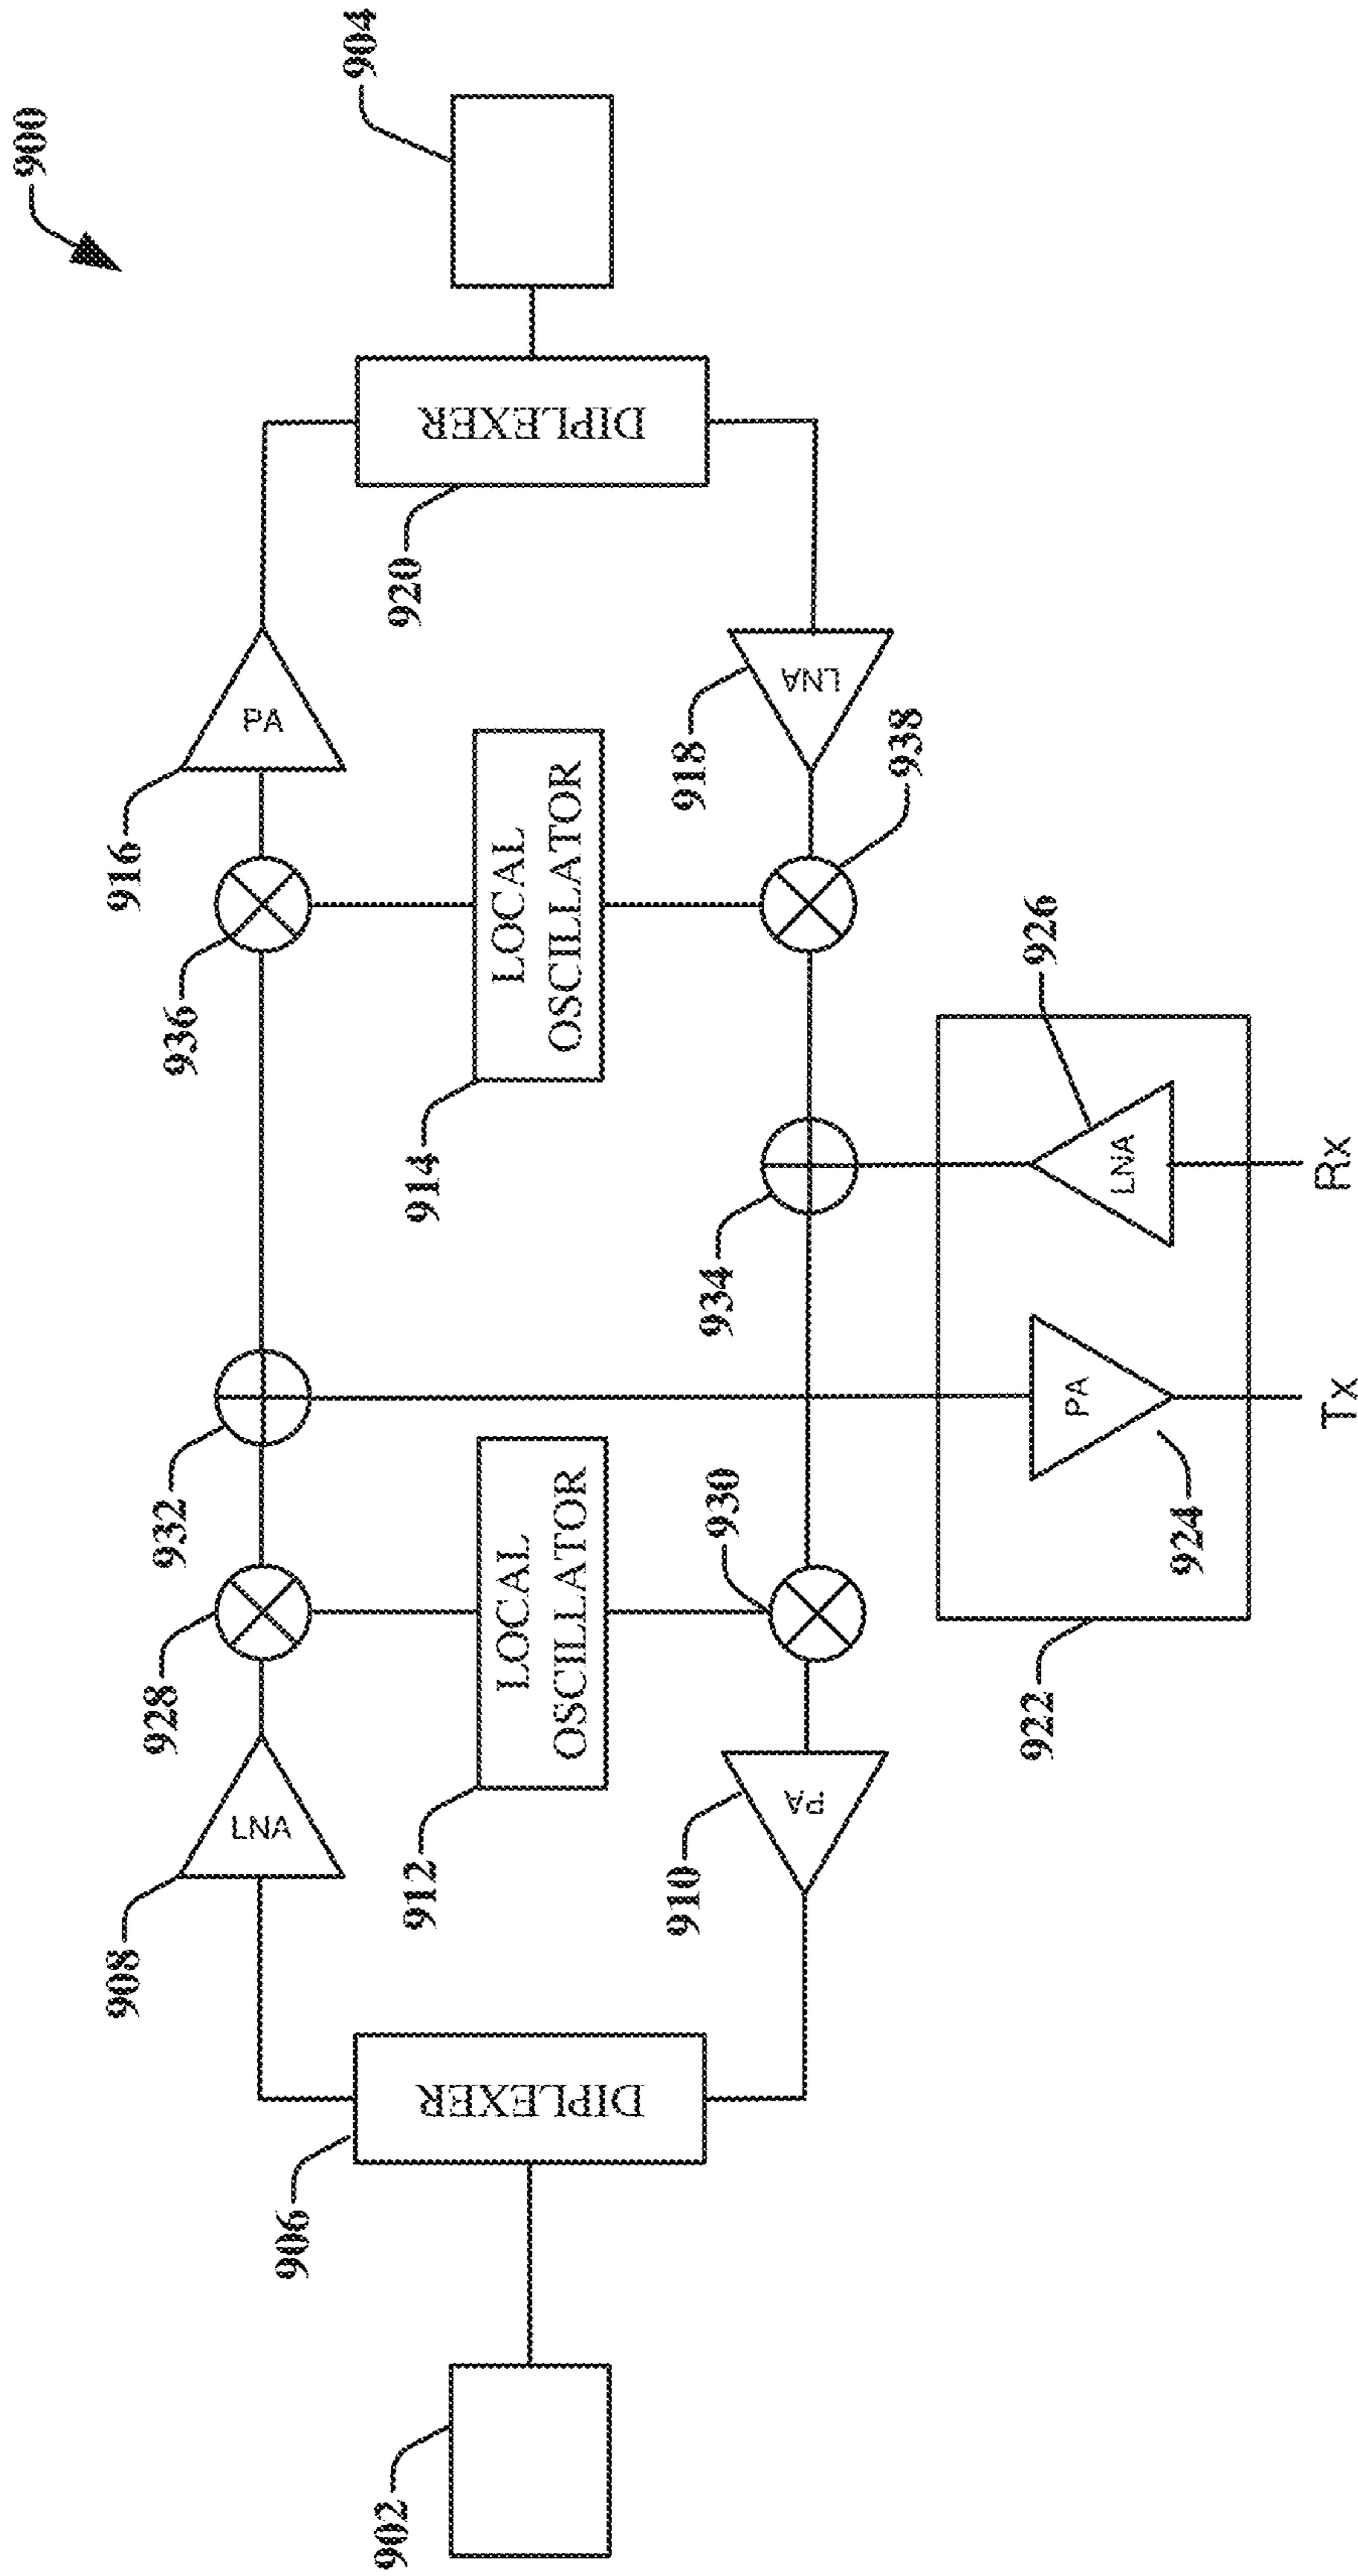 900
904
DIPLEXER
920
PA
916
LNA
918
936
LOCAL
OSCILLATOR
938
914
926
LNA
Rx
934
932
PA
Tx
924
LOCAL
OSCILLATOR
930
928
922
912
LNA
908
PA
910
DIPLEXER
906
902